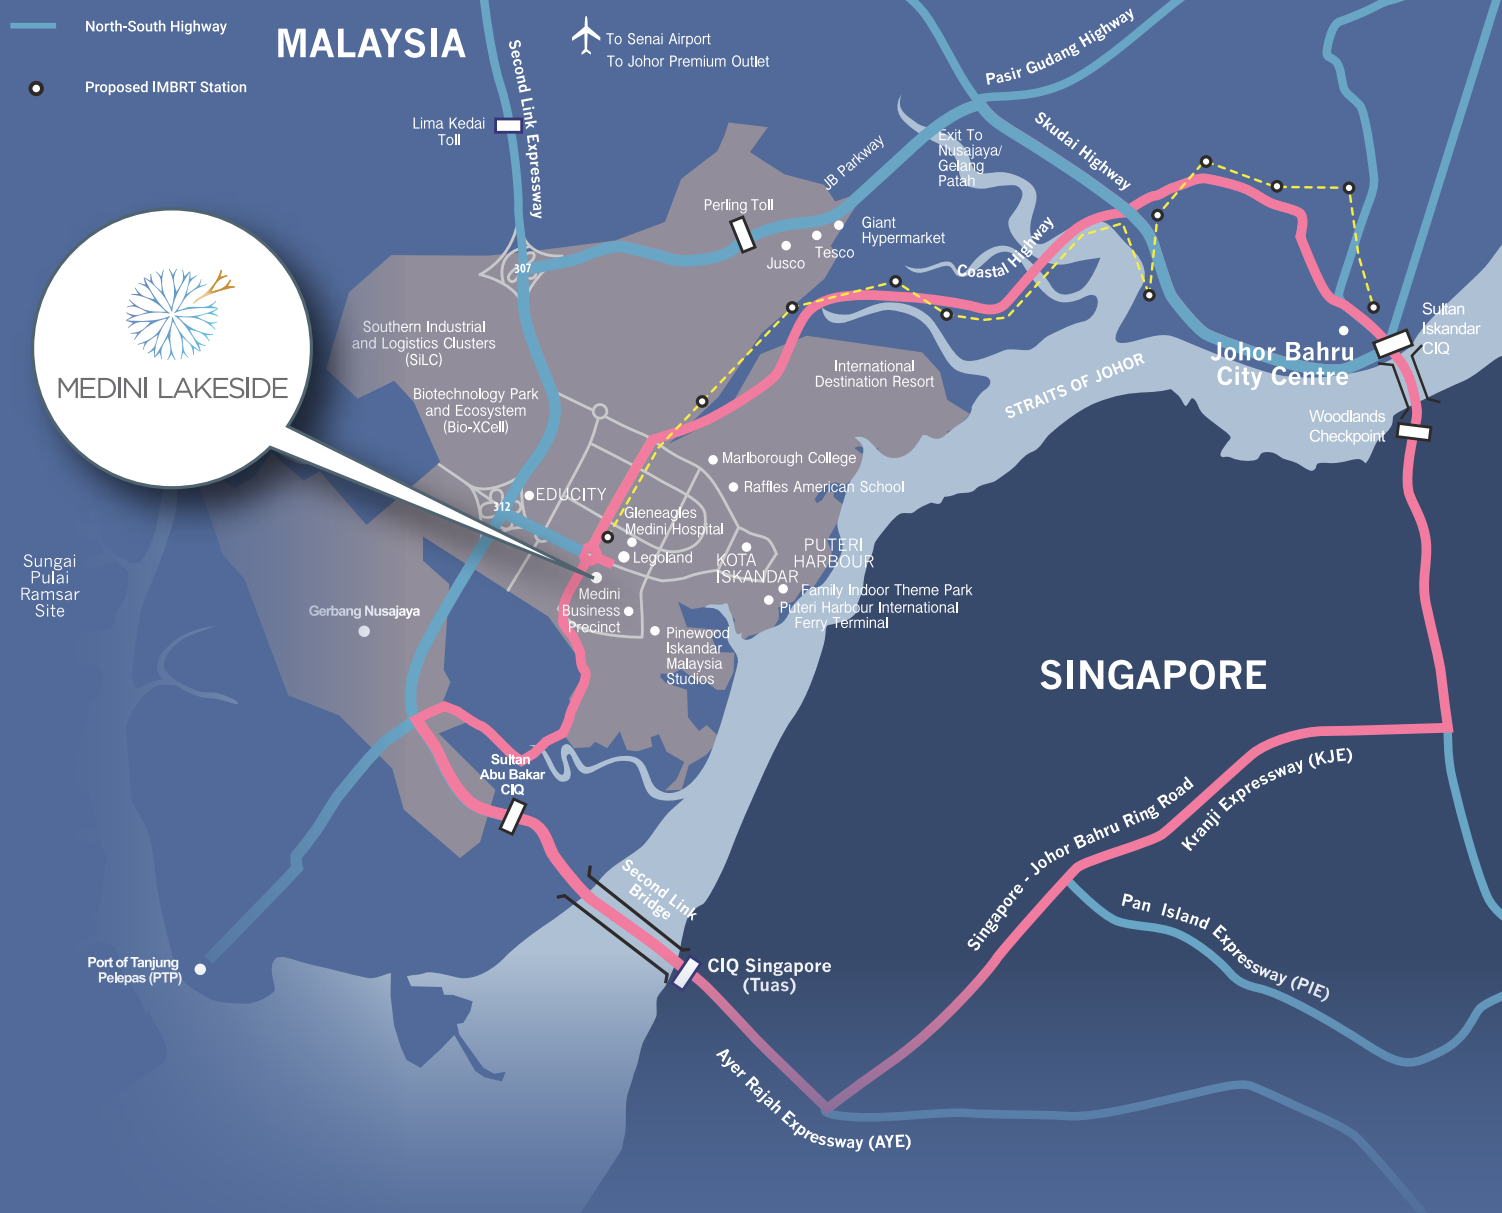 North-South Highway
MALAYSIA
To Senai Airport
To Johor Premium Outlet
Proposed IMBRT Station
Second Link Expressway
Lima Kedai
Toll
Pasir Gudang Highway
Skudai Highway
Exit To
Nusajaya/
Gelang
Patah
JB Parkway
Perling Toll
Giant
Hypermarket
Tesco
Jusco
Coastal Highway
307
Southern Industrial
and Logistics Clusters
(SiLC)
MEDINI LAKESIDE
Biotechnology Park
and Ecosystem
(Bio-XCell)
International
Destination Resort
STRAITS OF JOHOR
Sultan
Iskandar
CIQ
Johor Bahru
City Centre
Woodlands
Checkpoint
Marlborough College
Raffles American School
EDUCITY
312
Gleneagles
Medini Hospital
Legoland
KOTA
ISKANDAR
PUTERI
HARBOUR
Family Indoor Theme Park
Puteri Harbour International
Ferry Terminal
Medini
Business
Precinct
Pinewood
Iskandar
Malaysia
Studios
Sungai
Pulai
Ramsar
Site
Gerbang Nusajaya
SINGAPORE
Sultan
Abu Bakar
CIQ
Second Link
Bridge
Singapore - Johor Bahru Ring Road
Kranji Expressway (KJE)
Pan Island Expressway (PIE)
Port of Tanjung
Pelepas (PTP)
CIQ Singapore
(Tuas)
Ayer Rajah Expressway (AYE)